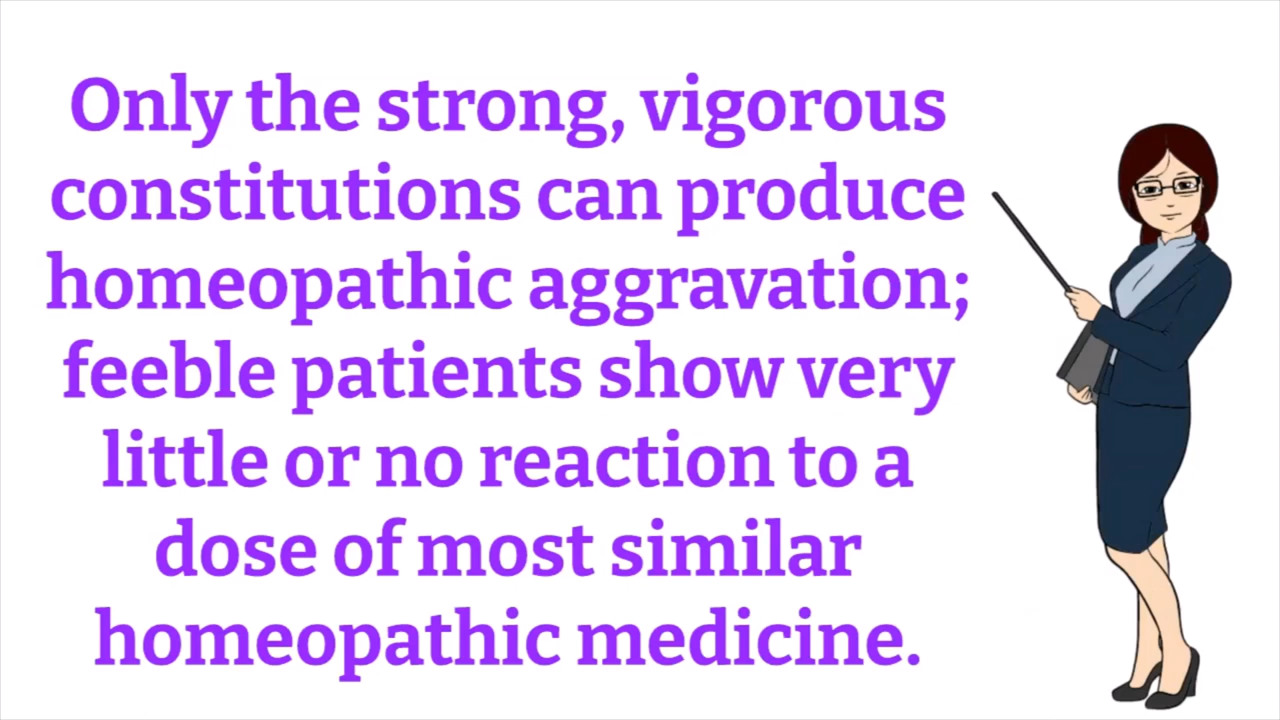 Only the strong, vigorous
constitutions can produce
homeopathic aggravation;
feeble patients show very
little or no reaction to a
dose of most similar
homeopathic medicine.